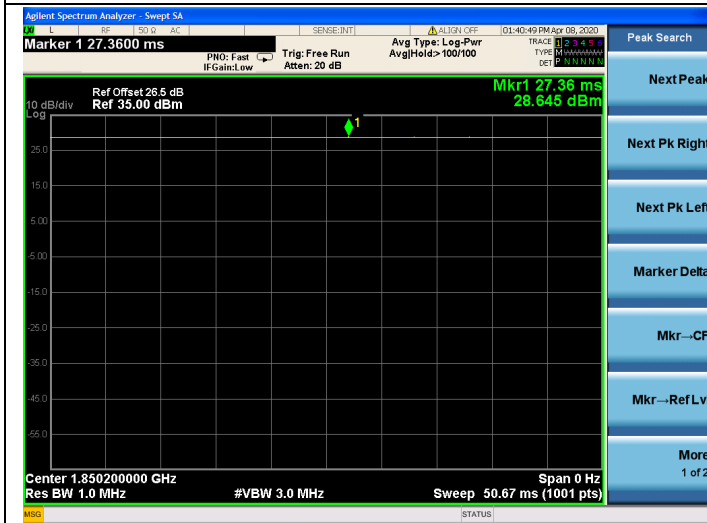 Agilent Spectrum Analyzer - Swept SA
LXI L RF 50 Ω AC SENSE:INT ALIGN OFF 01:40:49 PM Apr 08, 2020
Marker 1 27.3600 ms
PNO: Fast
IFGain:Low
Trig: Free Run
Atten: 20 dB
Avg Type: Log-Pwr
Avg|Hold:>100/100
TRACE 1 2 3 4 5 6
TYPE M
DET P N N N N N
Ref Offset 26.5 dB
Ref 35.00 dBm
10 dB/div
Log
Mkr1 27.36 ms
28.645 dBm
1
25.0
15.0
5.00
-5.00
-15.0
-25.0
-35.0
-45.0
-55.0
Center 1.850200000 GHz
Span 0 Hz
Res BW 1.0 MHz
#VBW 3.0 MHz
Sweep 50.67 ms (1001 pts)
MSG
STATUS
Peak Search
Next Peak
Next Pk Right
Next Pk Left
Marker Delta
Mkr→CF
Mkr→Ref Lv
More
1 of 2